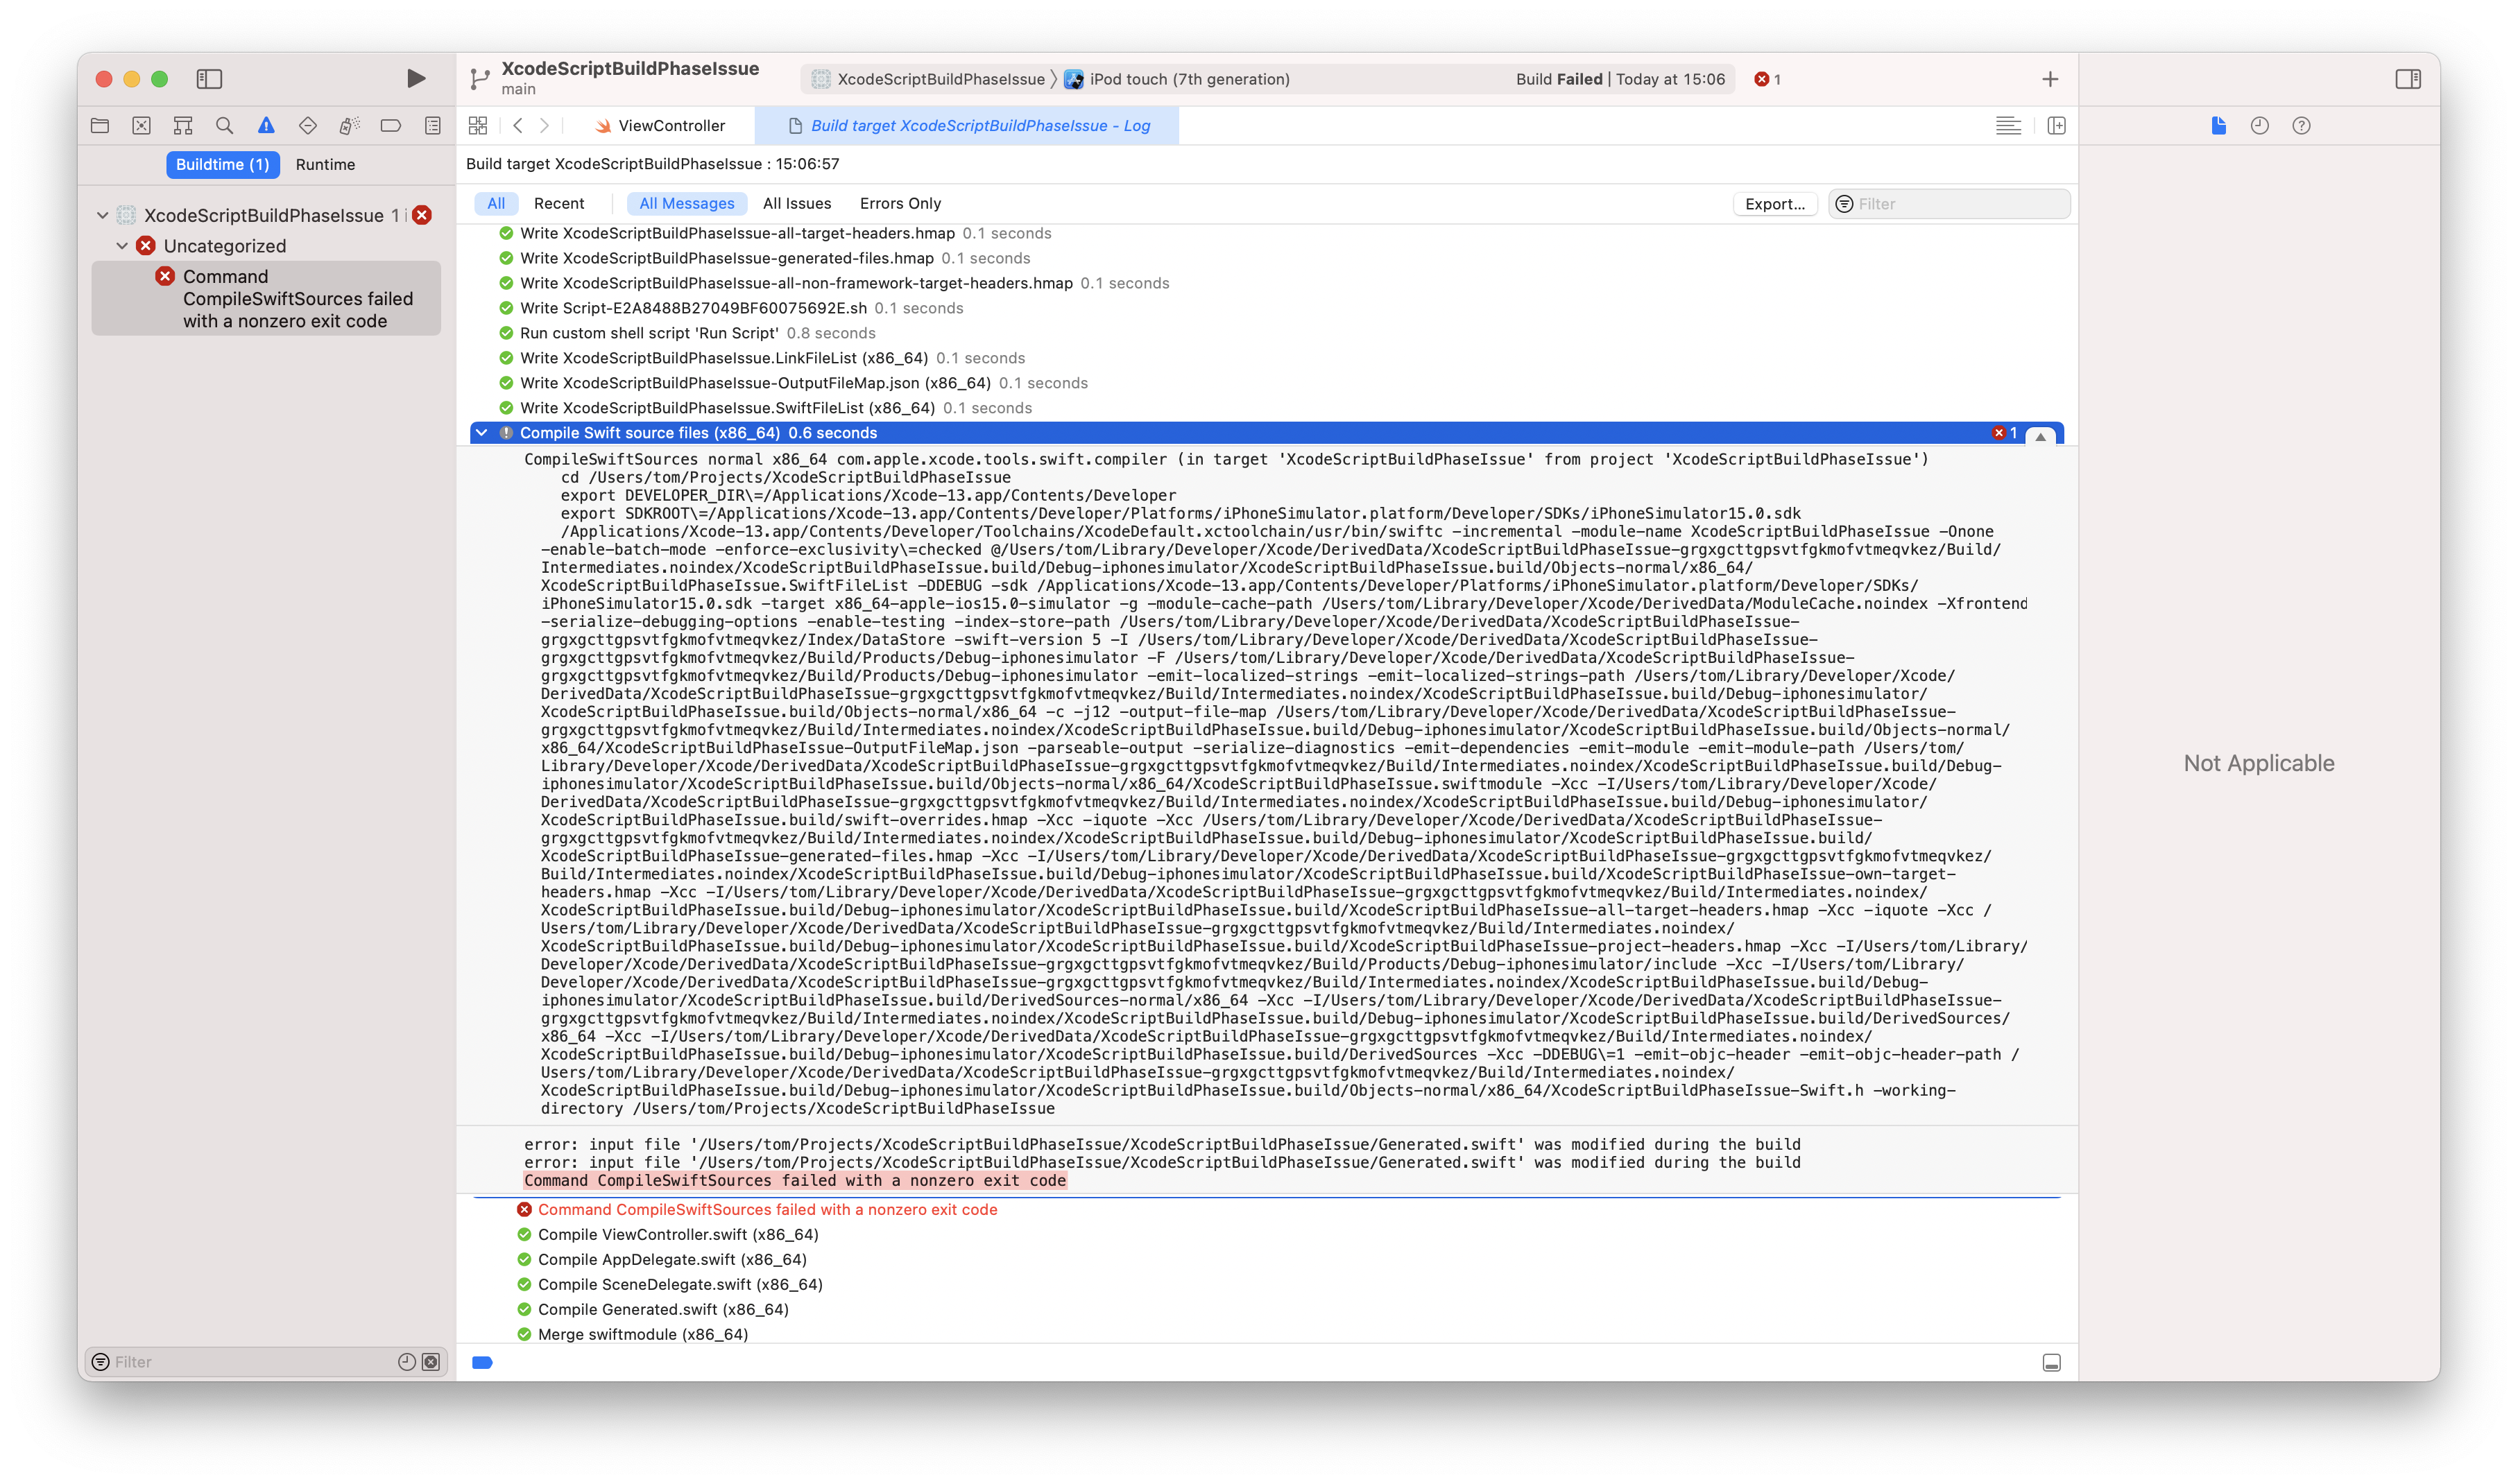 XcodeScriptBuildPhaseIssue
main
XcodeScriptBuildPhaseIssue 〉 iPod touch (7th generation)
Build Failed | Today at 15:06
1
ViewController
Build target XcodeScriptBuildPhaseIssue - Log
Buildtime (1)
Runtime
Build target XcodeScriptBuildPhaseIssue : 15:06:57
XcodeScriptBuildPhaseIssue 1 i
Uncategorized
Command
CompileSwiftSources failed
with a nonzero exit code
All
Recent
All Messages
All Issues
Errors Only
Export...
Filter
Write XcodeScriptBuildPhaseIssue-all-target-headers.hmap 0.1 seconds
Write XcodeScriptBuildPhaseIssue-generated-files.hmap 0.1 seconds
Write XcodeScriptBuildPhaseIssue-all-non-framework-target-headers.hmap 0.1 seconds
Write Script-E2A8488B27049BF60075692E.sh 0.1 seconds
Run custom shell script 'Run Script' 0.8 seconds
Write XcodeScriptBuildPhaseIssue.LinkFileList (x86_64) 0.1 seconds
Write XcodeScriptBuildPhaseIssue-OutputFileMap.json (x86_64) 0.1 seconds
Write XcodeScriptBuildPhaseIssue.SwiftFileList (x86_64) 0.1 seconds
Compile Swift source files (x86_64) 0.6 seconds
1
CompileSwiftSources normal x86_64 com.apple.xcode.tools.swift.compiler (in target 'XcodeScriptBuildPhaseIssue' from project 'XcodeScriptBuildPhaseIssue')
cd /Users/tom/Projects/XcodeScriptBuildPhaseIssue
export DEVELOPER_DIR\=/Applications/Xcode-13.app/Contents/Developer
export SDKROOT\=/Applications/Xcode-13.app/Contents/Developer/Platforms/iPhoneSimulator.platform/Developer/SDKs/iPhoneSimulator15.0.sdk
/Applications/Xcode-13.app/Contents/Developer/Toolchains/XcodeDefault.xctoolchain/usr/bin/swiftc -incremental -module-name XcodeScriptBuildPhaseIssue -Onone
-enable-batch-mode -enforce-exclusivity\=checked @/Users/tom/Library/Developer/Xcode/DerivedData/XcodeScriptBuildPhaseIssue-grgxgcttgpsvtfgkmofvtmeqvkez/Build/
Intermediates.noindex/XcodeScriptBuildPhaseIssue.build/Debug-iphonesimulator/XcodeScriptBuildPhaseIssue.build/Objects-normal/x86_64/
XcodeScriptBuildPhaseIssue.SwiftFileList -DDEBUG -sdk /Applications/Xcode-13.app/Contents/Developer/Platforms/iPhoneSimulator.platform/Developer/SDKs/
iPhoneSimulator15.0.sdk -target x86_64-apple-ios15.0-simulator -g -module-cache-path /Users/tom/Library/Developer/Xcode/DerivedData/ModuleCache.noindex -Xfrontend
-serialize-debugging-options -enable-testing -index-store-path /Users/tom/Library/Developer/Xcode/DerivedData/XcodeScriptBuildPhaseIssue-
grgxgcttgpsvtfgkmofvtmeqvkez/Index/DataStore -swift-version 5 -I /Users/tom/Library/Developer/Xcode/DerivedData/XcodeScriptBuildPhaseIssue-
grgxgcttgpsvtfgkmofvtmeqvkez/Build/Products/Debug-iphonesimulator -F /Users/tom/Library/Developer/Xcode/DerivedData/XcodeScriptBuildPhaseIssue-
grgxgcttgpsvtfgkmofvtmeqvkez/Build/Products/Debug-iphonesimulator -emit-localized-strings -emit-localized-strings-path /Users/tom/Library/Developer/Xcode/
DerivedData/XcodeScriptBuildPhaseIssue-grgxgcttgpsvtfgkmofvtmeqvkez/Build/Intermediates.noindex/XcodeScriptBuildPhaseIssue.build/Debug-iphonesimulator/
XcodeScriptBuildPhaseIssue.build/Objects-normal/x86_64 -c -j12 -output-file-map /Users/tom/Library/Developer/Xcode/DerivedData/XcodeScriptBuildPhaseIssue-
grgxgcttgpsvtfgkmofvtmeqvkez/Build/Intermediates.noindex/XcodeScriptBuildPhaseIssue.build/Debug-iphonesimulator/XcodeScriptBuildPhaseIssue.build/Objects-normal/
x86_64/XcodeScriptBuildPhaseIssue-OutputFileMap.json -parseable-output -serialize-diagnostics -emit-dependencies -emit-module -emit-module-path /Users/tom/
Library/Developer/Xcode/DerivedData/XcodeScriptBuildPhaseIssue-grgxgcttgpsvtfgkmofvtmeqvkez/Build/Intermediates.noindex/XcodeScriptBuildPhaseIssue.build/Debug-
iphonesimulator/XcodeScriptBuildPhaseIssue.build/Objects-normal/x86_64/XcodeScriptBuildPhaseIssue.swiftmodule -Xcc -I/Users/tom/Library/Developer/Xcode/
DerivedData/XcodeScriptBuildPhaseIssue-grgxgcttgpsvtfgkmofvtmeqvkez/Build/Intermediates.noindex/XcodeScriptBuildPhaseIssue.build/Debug-iphonesimulator/
XcodeScriptBuildPhaseIssue.build/swift-overrides.hmap -Xcc -iquote -Xcc /Users/tom/Library/Developer/Xcode/DerivedData/XcodeScriptBuildPhaseIssue-
grgxgcttgpsvtfgkmofvtmeqvkez/Build/Intermediates.noindex/XcodeScriptBuildPhaseIssue.build/Debug-iphonesimulator/XcodeScriptBuildPhaseIssue.build/
XcodeScriptBuildPhaseIssue-generated-files.hmap -Xcc -I/Users/tom/Library/Developer/Xcode/DerivedData/XcodeScriptBuildPhaseIssue-grgxgcttgpsvtfgkmofvtmeqvkez/
Build/Intermediates.noindex/XcodeScriptBuildPhaseIssue.build/Debug-iphonesimulator/XcodeScriptBuildPhaseIssue.build/XcodeScriptBuildPhaseIssue-own-target-
headers.hmap -Xcc -I/Users/tom/Library/Developer/Xcode/DerivedData/XcodeScriptBuildPhaseIssue-grgxgcttgpsvtfgkmofvtmeqvkez/Build/Intermediates.noindex/
XcodeScriptBuildPhaseIssue.build/Debug-iphonesimulator/XcodeScriptBuildPhaseIssue.build/XcodeScriptBuildPhaseIssue-all-target-headers.hmap -Xcc -iquote -Xcc /
Users/tom/Library/Developer/Xcode/DerivedData/XcodeScriptBuildPhaseIssue-grgxgcttgpsvtfgkmofvtmeqvkez/Build/Intermediates.noindex/
XcodeScriptBuildPhaseIssue.build/Debug-iphonesimulator/XcodeScriptBuildPhaseIssue.build/XcodeScriptBuildPhaseIssue-project-headers.hmap -Xcc -I/Users/tom/Library/
Developer/Xcode/DerivedData/XcodeScriptBuildPhaseIssue-grgxgcttgpsvtfgkmofvtmeqvkez/Build/Products/Debug-iphonesimulator/include -Xcc -I/Users/tom/Library/
Developer/Xcode/DerivedData/XcodeScriptBuildPhaseIssue-grgxgcttgpsvtfgkmofvtmeqvkez/Build/Intermediates.noindex/XcodeScriptBuildPhaseIssue.build/Debug-
iphonesimulator/XcodeScriptBuildPhaseIssue.build/DerivedSources-normal/x86_64 -Xcc -I/Users/tom/Library/Developer/Xcode/DerivedData/XcodeScriptBuildPhaseIssue-
grgxgcttgpsvtfgkmofvtmeqvkez/Build/Intermediates.noindex/XcodeScriptBuildPhaseIssue.build/Debug-iphonesimulator/XcodeScriptBuildPhaseIssue.build/DerivedSources/
x86_64 -Xcc -I/Users/tom/Library/Developer/Xcode/DerivedData/XcodeScriptBuildPhaseIssue-grgxgcttgpsvtfgkmofvtmeqvkez/Build/Intermediates.noindex/
XcodeScriptBuildPhaseIssue.build/Debug-iphonesimulator/XcodeScriptBuildPhaseIssue.build/DerivedSources -Xcc -DDEBUG\=1 -emit-objc-header -emit-objc-header-path /
Users/tom/Library/Developer/Xcode/DerivedData/XcodeScriptBuildPhaseIssue-grgxgcttgpsvtfgkmofvtmeqvkez/Build/Intermediates.noindex/
XcodeScriptBuildPhaseIssue.build/Debug-iphonesimulator/XcodeScriptBuildPhaseIssue.build/Objects-normal/x86_64/XcodeScriptBuildPhaseIssue-Swift.h -working-
directory /Users/tom/Projects/XcodeScriptBuildPhaseIssue
error: input file '/Users/tom/Projects/XcodeScriptBuildPhaseIssue/XcodeScriptBuildPhaseIssue/Generated.swift' was modified during the build
error: input file '/Users/tom/Projects/XcodeScriptBuildPhaseIssue/XcodeScriptBuildPhaseIssue/Generated.swift' was modified during the build
Command CompileSwiftSources failed with a nonzero exit code
Command CompileSwiftSources failed with a nonzero exit code
Compile ViewController.swift (x86_64)
Compile AppDelegate.swift (x86_64)
Compile SceneDelegate.swift (x86_64)
Compile Generated.swift (x86_64)
Merge swiftmodule (x86_64)
Filter
Not Applicable